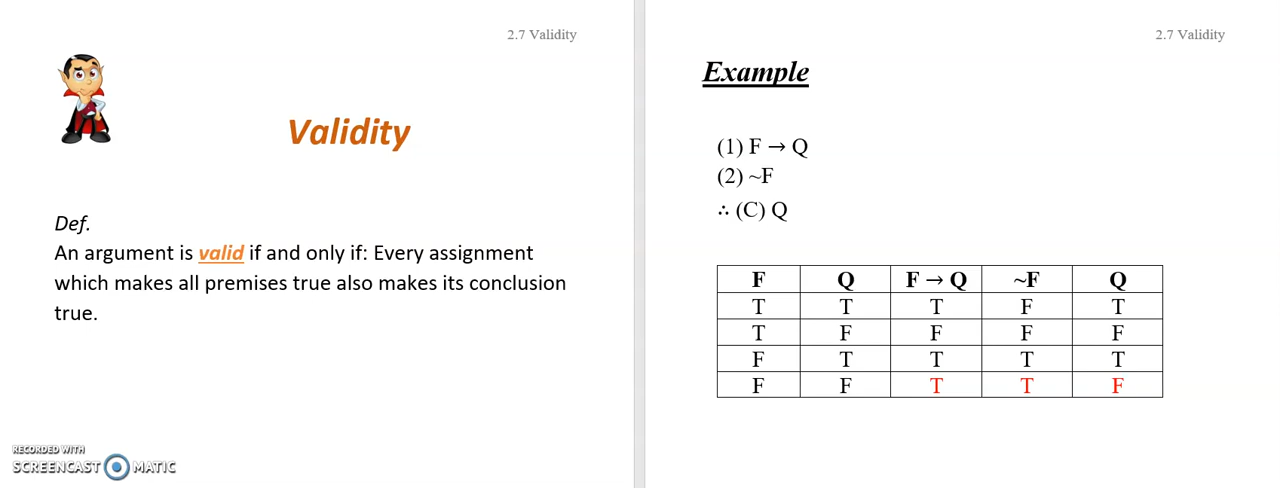 2.7 Validity
Validity
Def.
An argument is valid if and only if: Every assignment
which makes all premises true also makes its conclusion
true.
RECORDED WITH
SCREENCAST MATIC
2.7 Validity
Example
(1) F → Q
(2) ~F
∴ (C) Q
F Q F → Q ~F Q
T T T F T
T F F F F
F T T T T
F F T T F